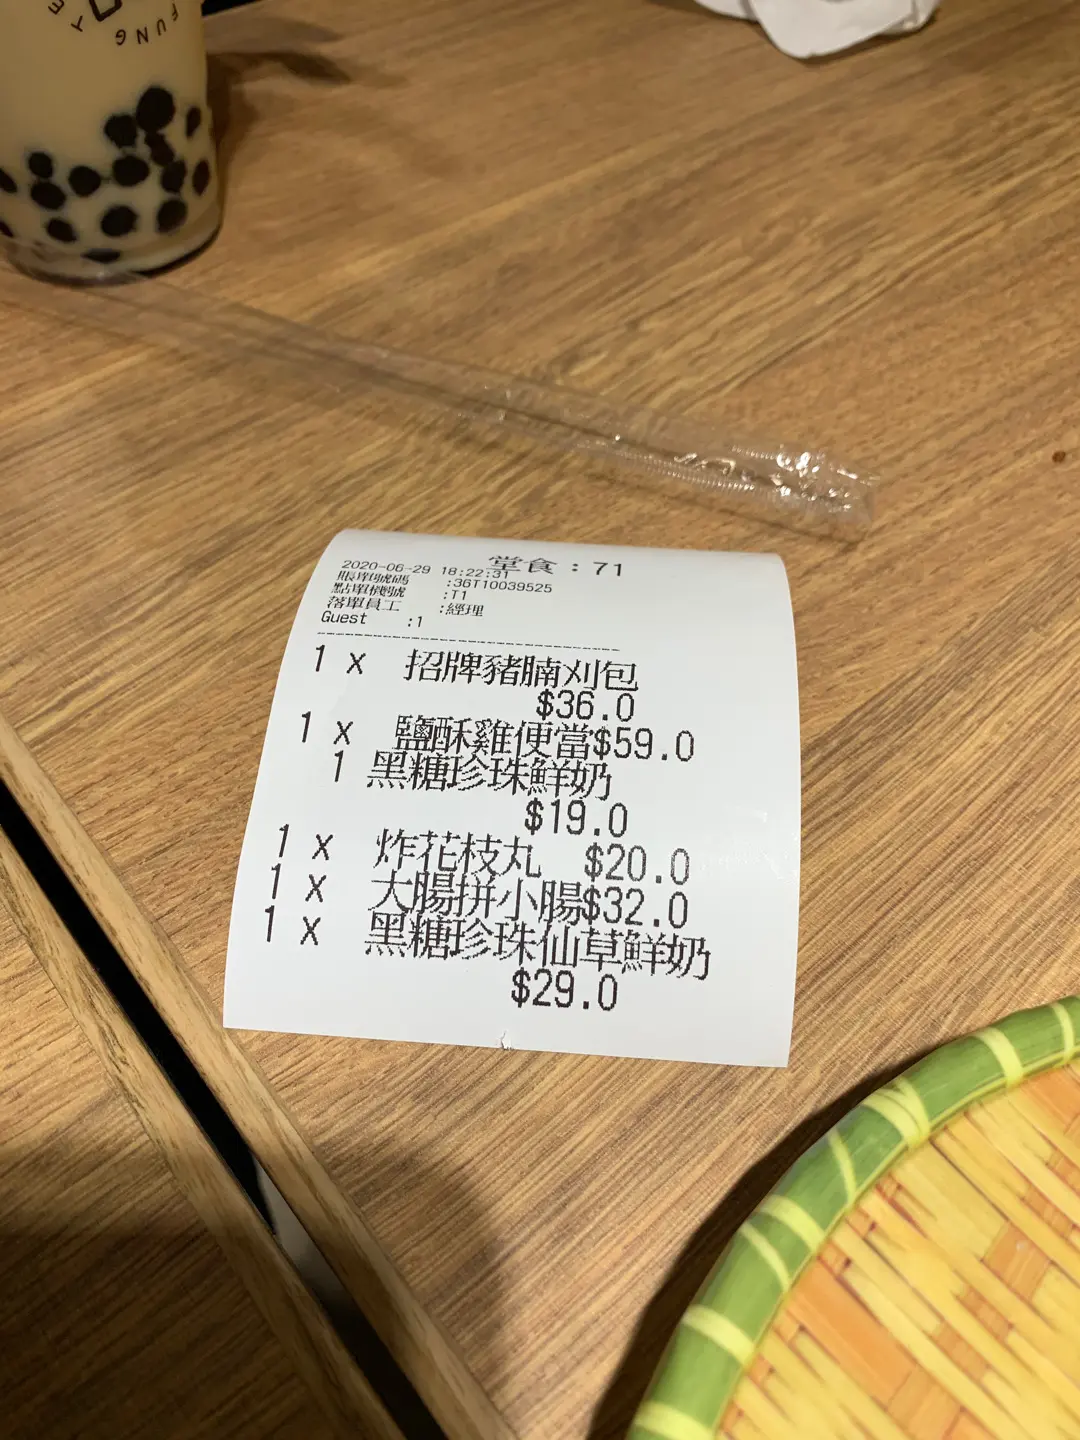 FUNG
堂食：71
2020-06-29 18:22:31
賬單號碼 :36T10039525
點單機號 :T1
落單員工 :經理
Guest :1
1 x 招牌豬腩刈包
$36.0
1 x 鹽酥雞便當$59.0
1 黑糖珍珠鮮奶
$19.0
1 x 炸花枝丸 $20.0
1 x 大腸拼小腸$32.0
1 x 黑糖珍珠仙草鮮奶
$29.0